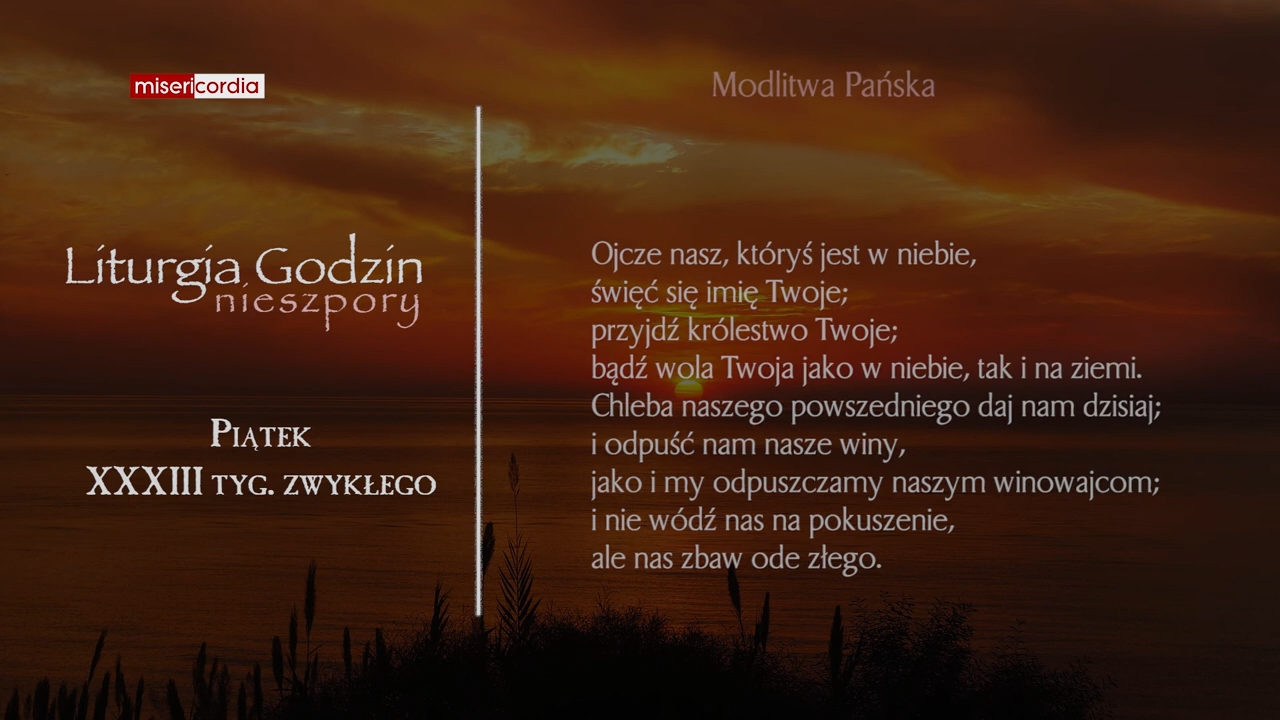 misericordia
Liturgia Godzin
nieszpory
Piątek
XXXIII tyg. zwykłego
Modlitwa Pańska
Ojcze nasz, któryś jest w niebie,
święć się imię Twoje;
przyjdź królestwo Twoje;
bądź wola Twoja jako w niebie, tak i na ziemi.
Chleba naszego powszedniego daj nam dzisiaj;
i odpuść nam nasze winy,
jako i my odpuszczamy naszym winowajcom;
i nie wódź nas na pokuszenie,
ale nas zbaw ode złego.